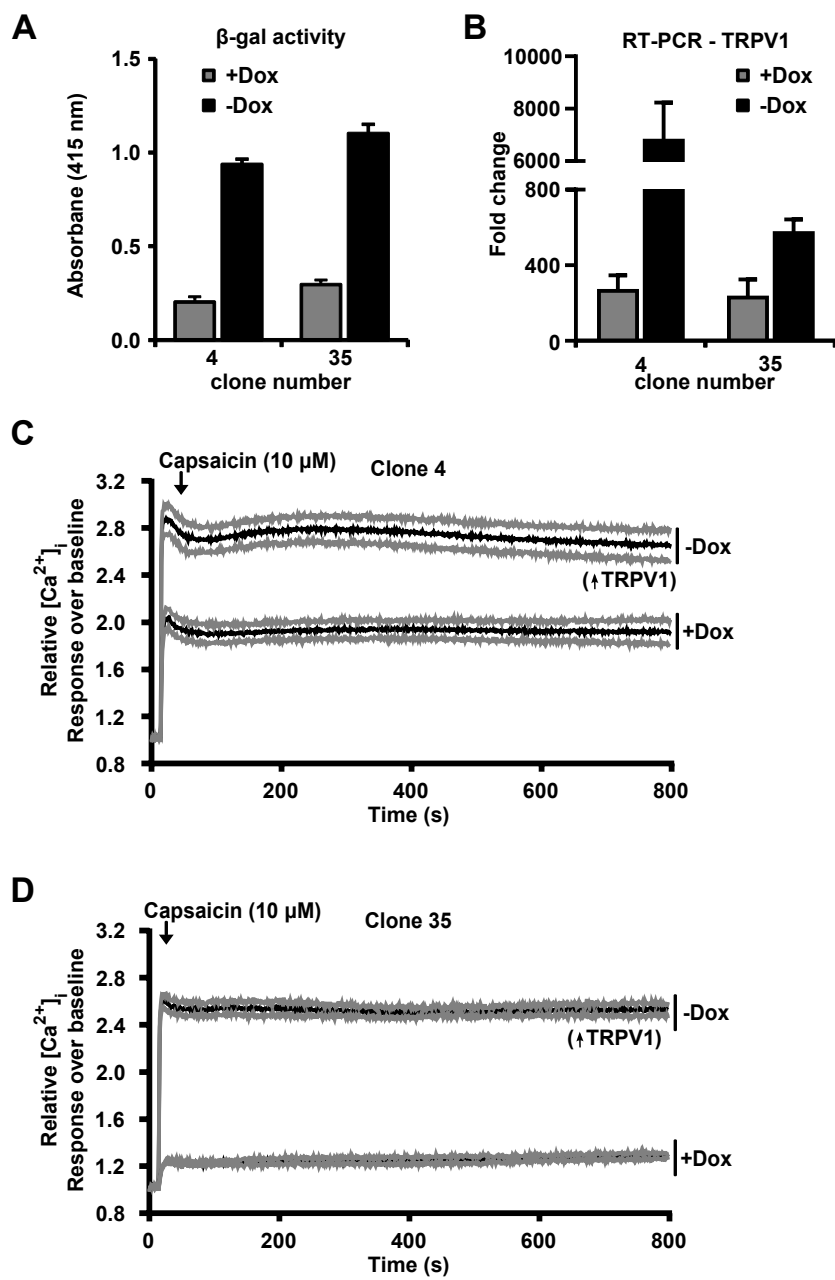 A
β-gal activity
+Dox
-Dox
Absorbane (415 nm)
1.5
1.0
0.5
0.0
4 35
clone number
B
RT-PCR - TRPV1
+Dox
-Dox
Fold change
10000
8000
6000
800
400
0
4 35
clone number
C
Capsaicin (10 µM)
Clone 4
Relative [Ca²⁺]i
Response over baseline
3.2
2.8
2.4
2.0
1.6
1.2
0.8
-Dox
(↑TRPV1)
+Dox
0 200 400 600 800
Time (s)
D
Capsaicin (10 µM)
Clone 35
Relative [Ca²⁺]i
Response over baseline
3.2
2.8
2.4
2.0
1.6
1.2
0.8
-Dox
(↑TRPV1)
+Dox
0 200 400 600 800
Time (s)